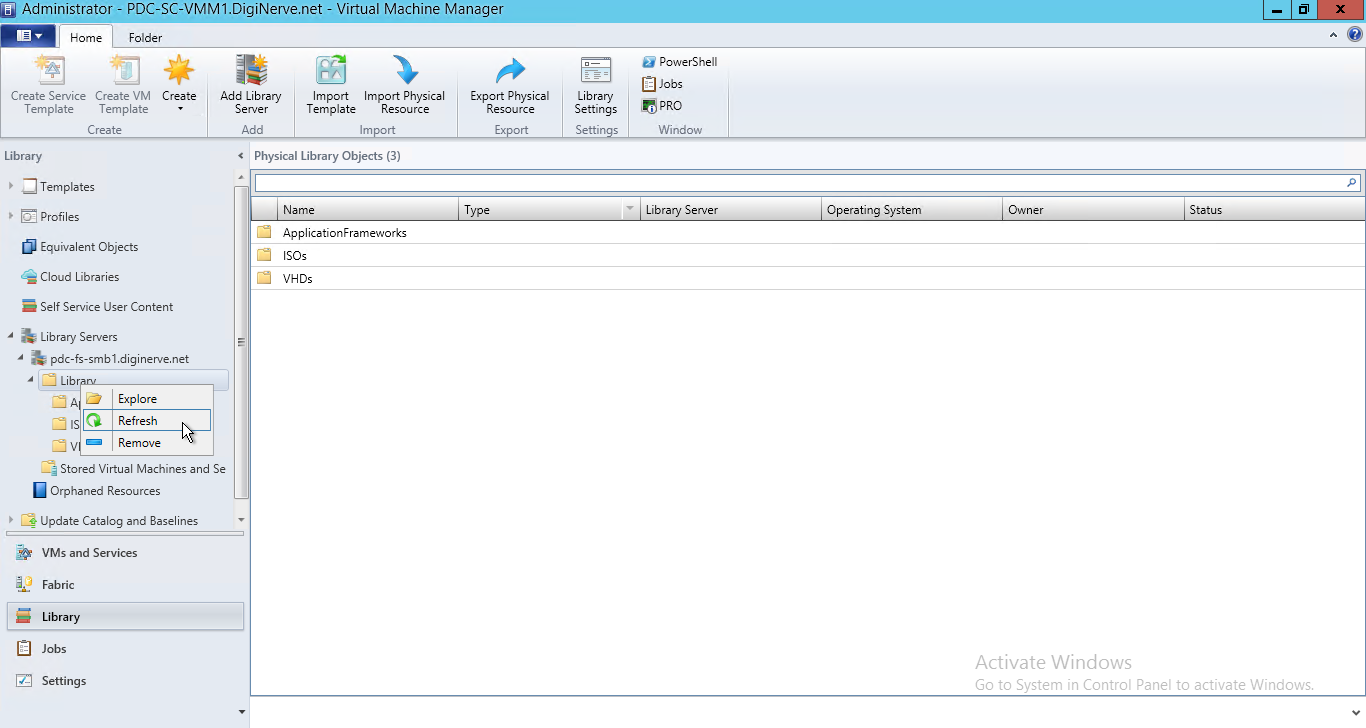 Administrator - PDC-SC-VMM1.DigiNerve.net - Virtual Machine Manager
Home Folder
Create Service Template
Create VM Template
Create
Create
Add Library Server
Add
Import Template
Import Physical Resource
Import
Export Physical Resource
Export
Library Settings
Settings
PowerShell
Jobs
PRO
Window
Library
Templates
Profiles
Equivalent Objects
Cloud Libraries
Self Service User Content
Library Servers
pdc-fs-smb1.diginerve.net
Library
Explore
Refresh
Remove
Stored Virtual Machines and Se
Orphaned Resources
Update Catalog and Baselines
VMs and Services
Fabric
Library
Jobs
Settings
Physical Library Objects (3)
Name Type Library Server Operating System Owner Status
ApplicationFrameworks
ISOs
VHDs
Activate Windows
Go to System in Control Panel to activate Windows.